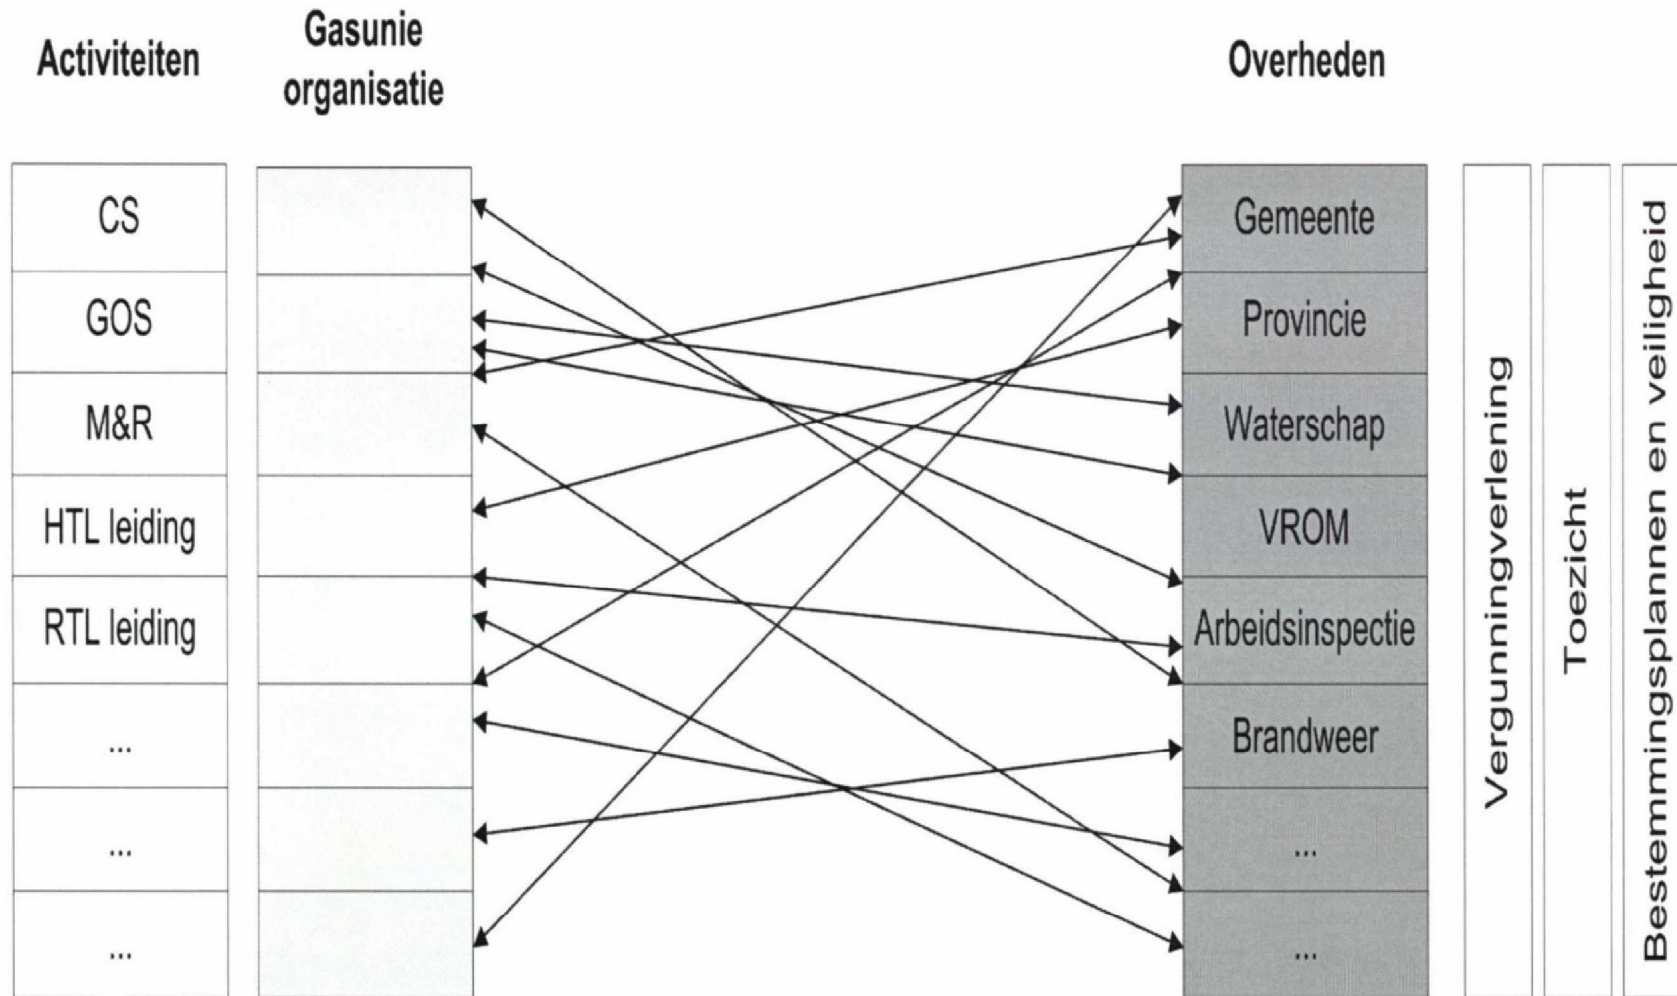 Activiteiten
Gasunie
organisatie
Overheden
CS
GOS
M&R
HTL leiding
RTL leiding
...
...
...
Gemeente
Provincie
Waterschap
VROM
Arbeidsinspectie
Brandweer
...
...
Vergunningverlening
Toezicht
Bestemmingsplannen en veiligheid